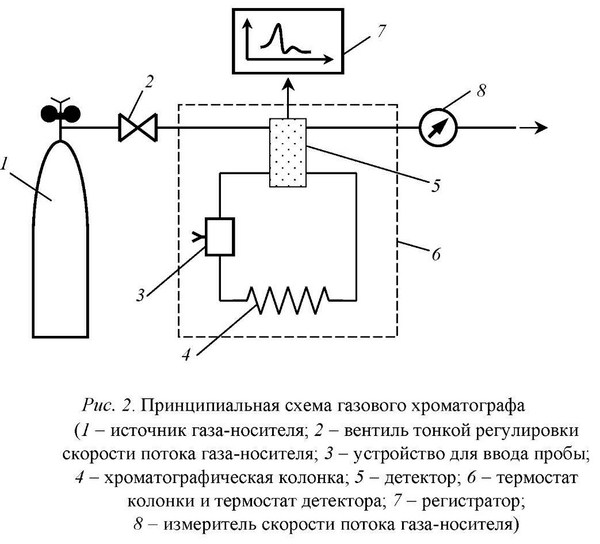 7
2
8
1
5
3
6
4
Рис. 2. Принципиальная схема газового хроматографа
(1 – источник газа-носителя; 2 – вентиль тонкой регулировки
скорости потока газа-носителя; 3 – устройство для ввода пробы;
4 – хроматографическая колонка; 5 – детектор; 6 – термостат
колонки и термостат детектора; 7 – регистратор;
8 – измеритель скорости потока газа-носителя)